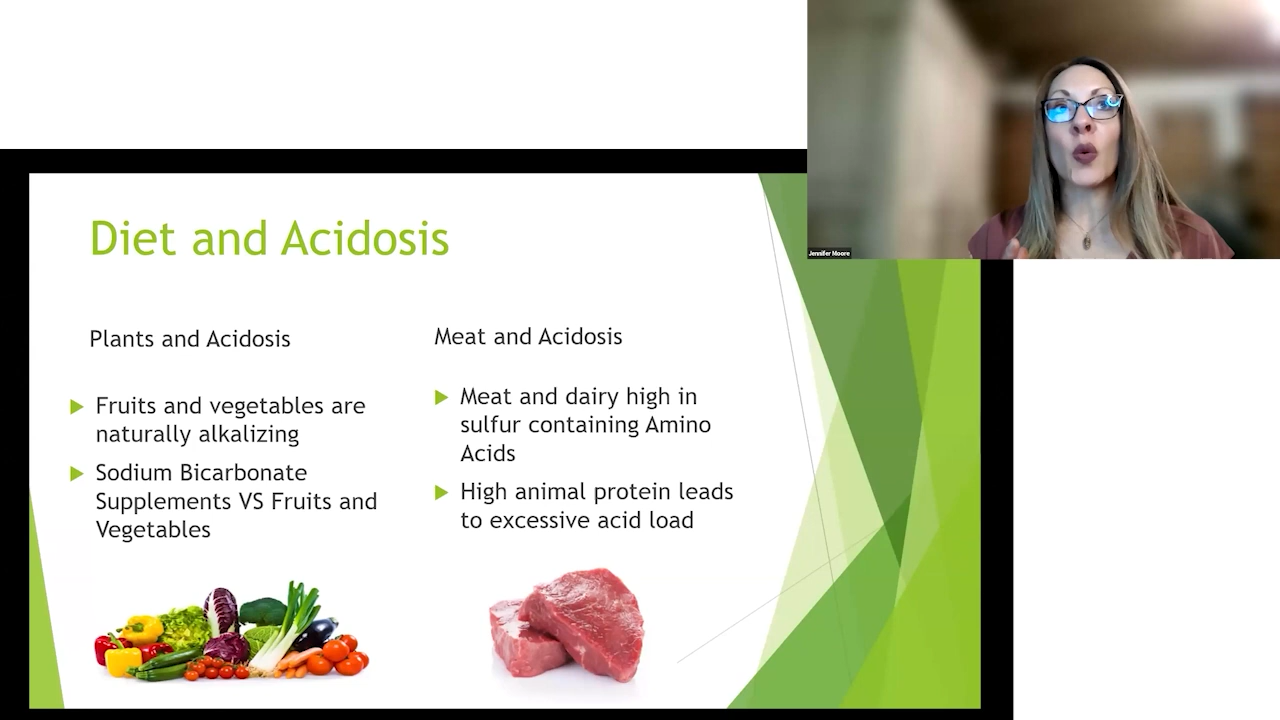 Jennifer Moore
Diet and Acidosis
Plants and Acidosis
Fruits and vegetables are
naturally alkalizing
Sodium Bicarbonate
Supplements VS Fruits and
Vegetables
Meat and Acidosis
Meat and dairy high in
sulfur containing Amino
Acids
High animal protein leads
to excessive acid load